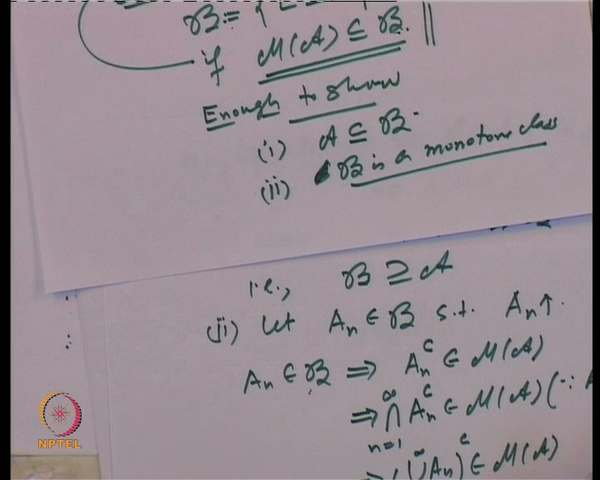 𝓑 := {
if 𝓜(𝓐) ⊆ 𝓑.
Enough to show
(i) 𝓐 ⊆ 𝓑.
(ii) 𝓑 is a monotone class
i.e., 𝓑 ⊇ 𝓐
(ii) Let Aₙ ∈ 𝓑 s.t. Aₙ↑.
Aₙ ∈ 𝓑 ⇒ Aₙᶜ ∈ 𝓜(𝓐)
⇒ ⋂_{n=1}^{∞} Aₙᶜ ∈ 𝓜(𝓐) (∵
⇒ (⋃^{∞} Aₙ)ᶜ ∈ 𝓜(𝓐)
NPTEL